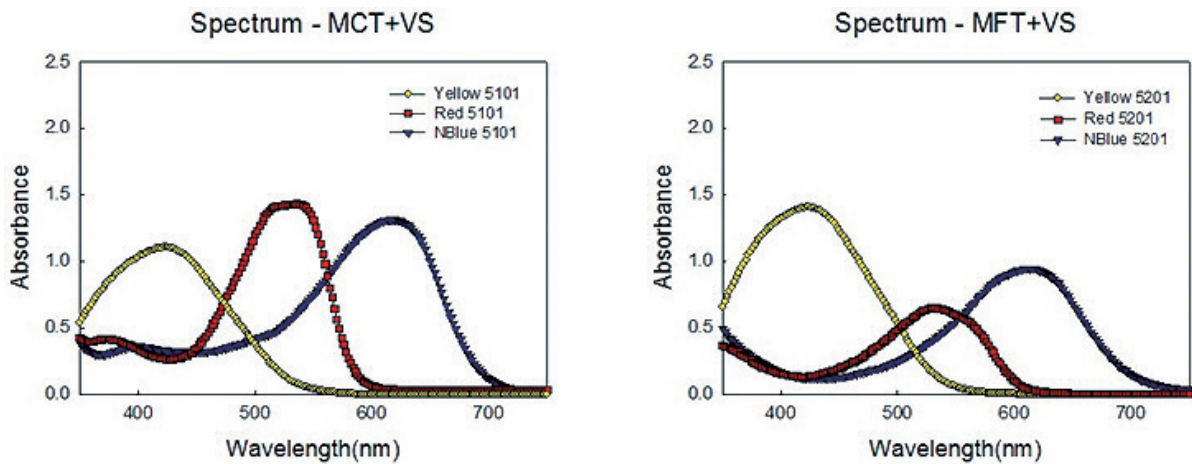 Spectrum - MCT+VS
2.5
2.0
1.5
1.0
0.5
0.0
Absorbance
Yellow 5101
Red 5101
NBlue 5101
400 500 600 700
Wavelength(nm)
Spectrum - MFT+VS
2.5
2.0
1.5
1.0
0.5
0.0
Absorbance
Yellow 5201
Red 5201
NBlue 5201
400 500 600 700
Wavelength(nm)